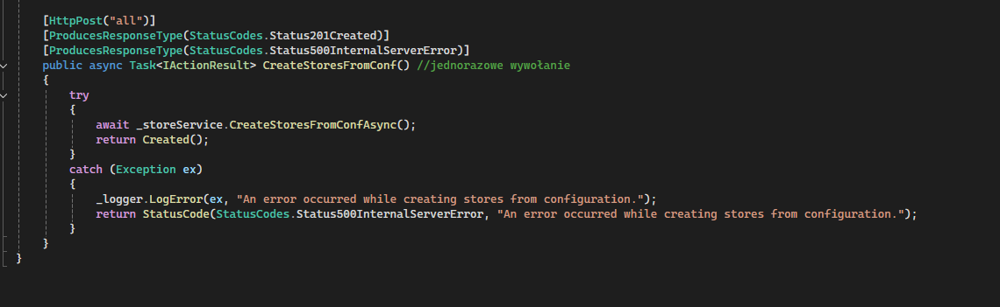 [HttpPost("all")]
[ProducesResponseType(StatusCodes.Status201Created)]
[ProducesResponseType(StatusCodes.Status500InternalServerError)]
public async Task<IActionResult> CreateStoresFromConf() //jednorazowe wywołanie
{
try
{
await _storeService.CreateStoresFromConfAsync();
return Created();
}
catch (Exception ex)
{
_logger.LogError(ex, "An error occurred while creating stores from configuration.");
return StatusCode(StatusCodes.Status500InternalServerError, "An error occurred while creating stores from configuration.");
}
}
}